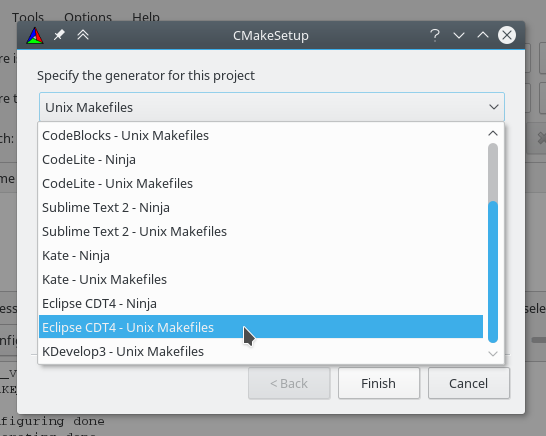 Tools Options Help
CMakeSetup
Specify the generator for this project
Unix Makefiles
CodeBlocks - Unix Makefiles
CodeLite - Ninja
CodeLite - Unix Makefiles
Sublime Text 2 - Ninja
Sublime Text 2 - Unix Makefiles
Kate - Ninja
Kate - Unix Makefiles
Eclipse CDT4 - Ninja
Eclipse CDT4 - Unix Makefiles
KDevelop3 - Unix Makefiles
< Back Finish Cancel
figuring done